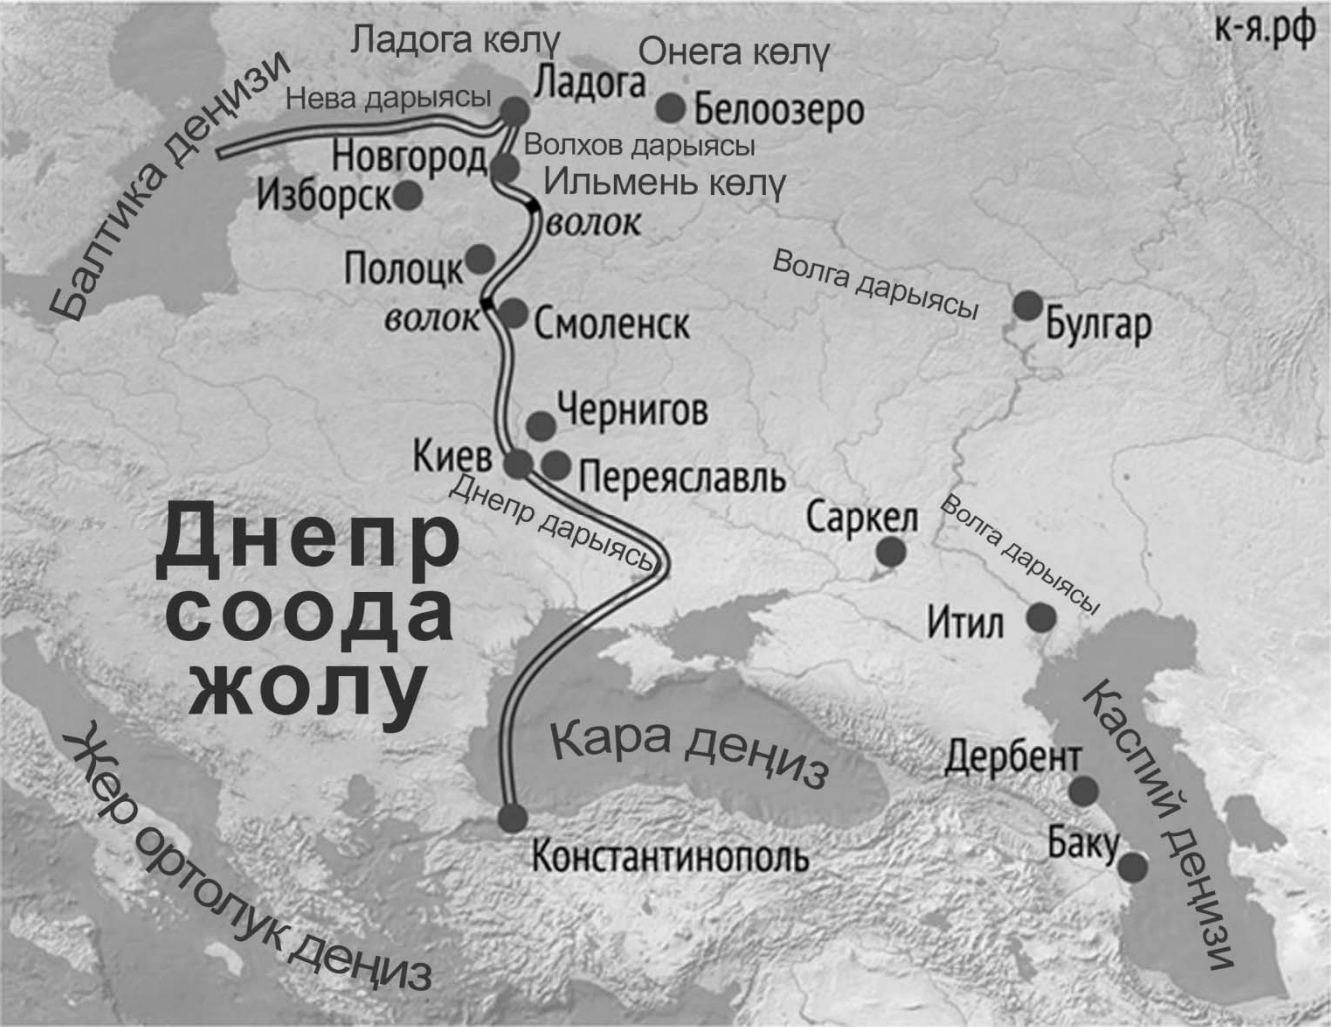 к-я.рф
Ладога көлү
Онега көлү
Балтика деңизи
Нева дарыясы
Ладога
Белоозеро
Новгород
Волхов дарыясы
Изборск
Ильмень көлү
волок
Полоцк
Волга дарыясы
волок
Смоленск
Булгар
Чернигов
Киев
Переяславль
Днепр дарыясы
Саркел
Волга дарыясы
Днепр
соода
жолу
Итил
Кара деңиз
Каспий деңизи
Жер ортолук деңиз
Дербент
Баку
Константинополь